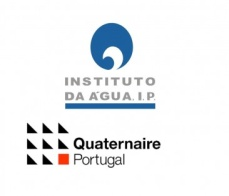 INSTITUTO
DA ÁGUA. I.P.
Quaternaire
Portugal